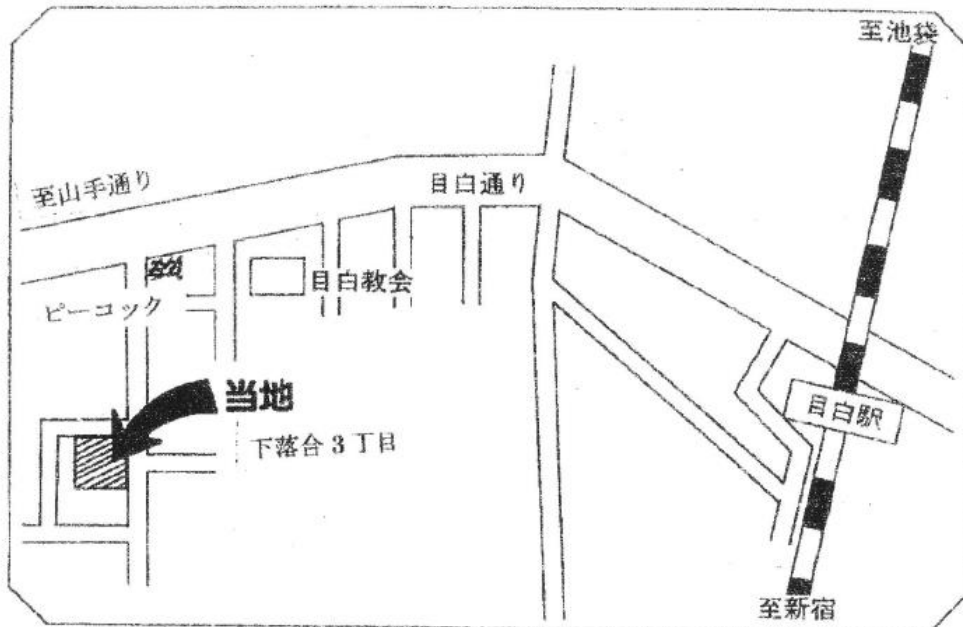 至池袋
至山手通り
目白通り
目白教会
ピーコック
当地
目白駅
下落合3丁目
至新宿